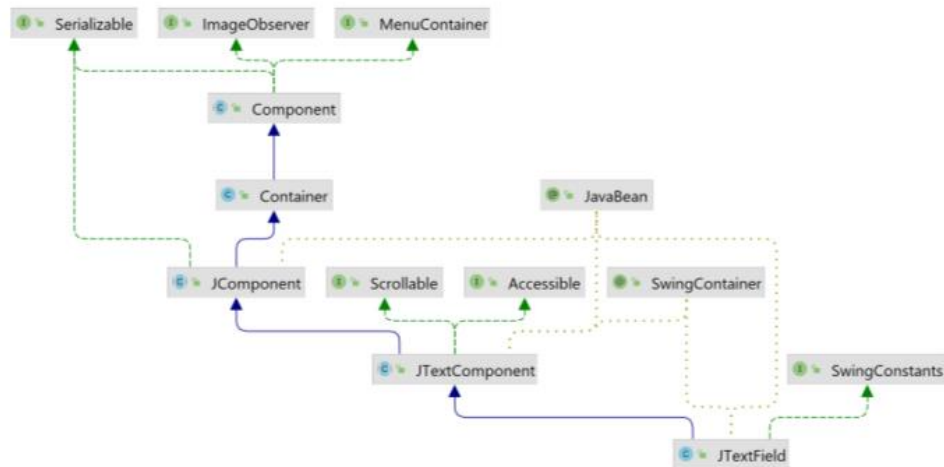 Serializable
ImageObserver
MenuContainer
Component
Container
JavaBean
JComponent
Scrollable
Accessible
SwingContainer
JTextComponent
SwingConstants
JTextField